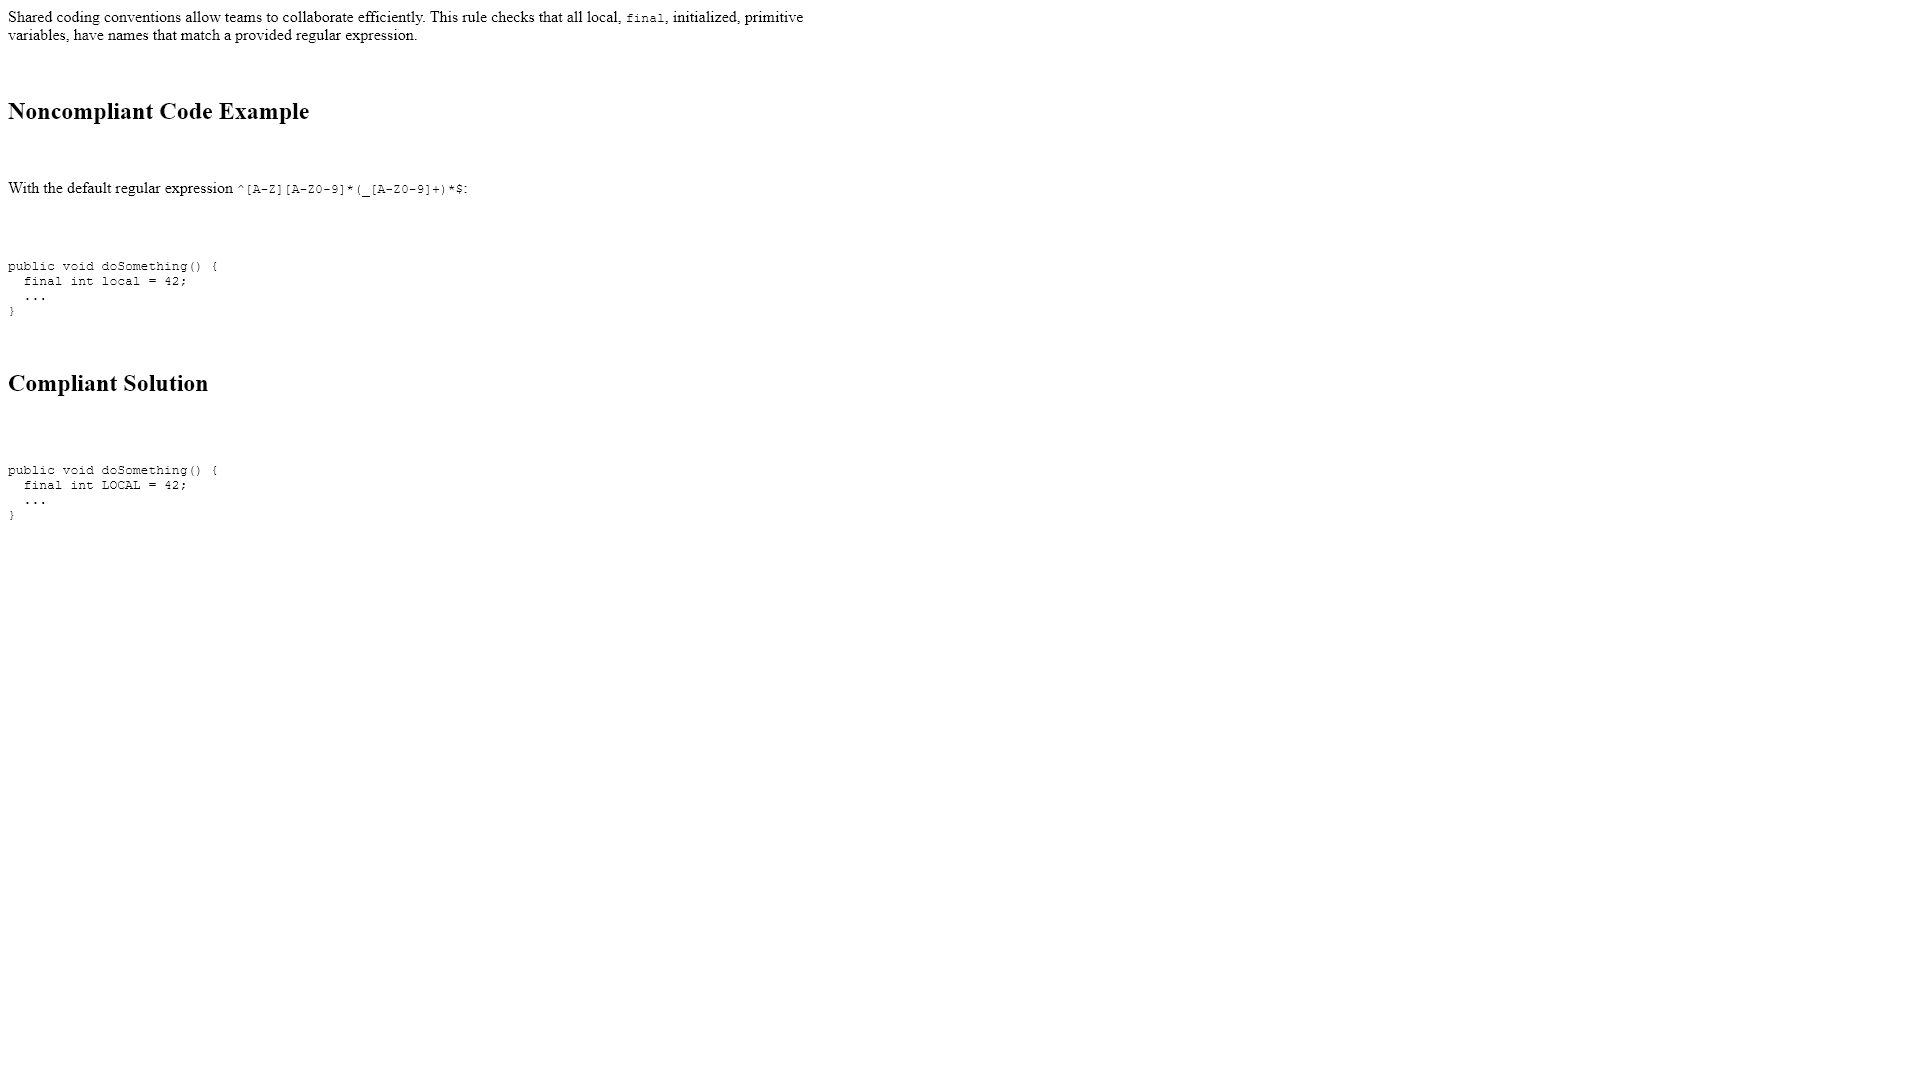 Shared coding conventions allow teams to collaborate efficiently. This rule checks that all local, final, initialized, primitive
variables, have names that match a provided regular expression.
Noncompliant Code Example
With the default regular expression ^[A-Z][A-Z0-9]*(_[A-Z0-9]+)*$:
public void doSomething() {
  final int local = 42;
  ...
}
Compliant Solution
public void doSomething() {
  final int LOCAL = 42;
  ...
}